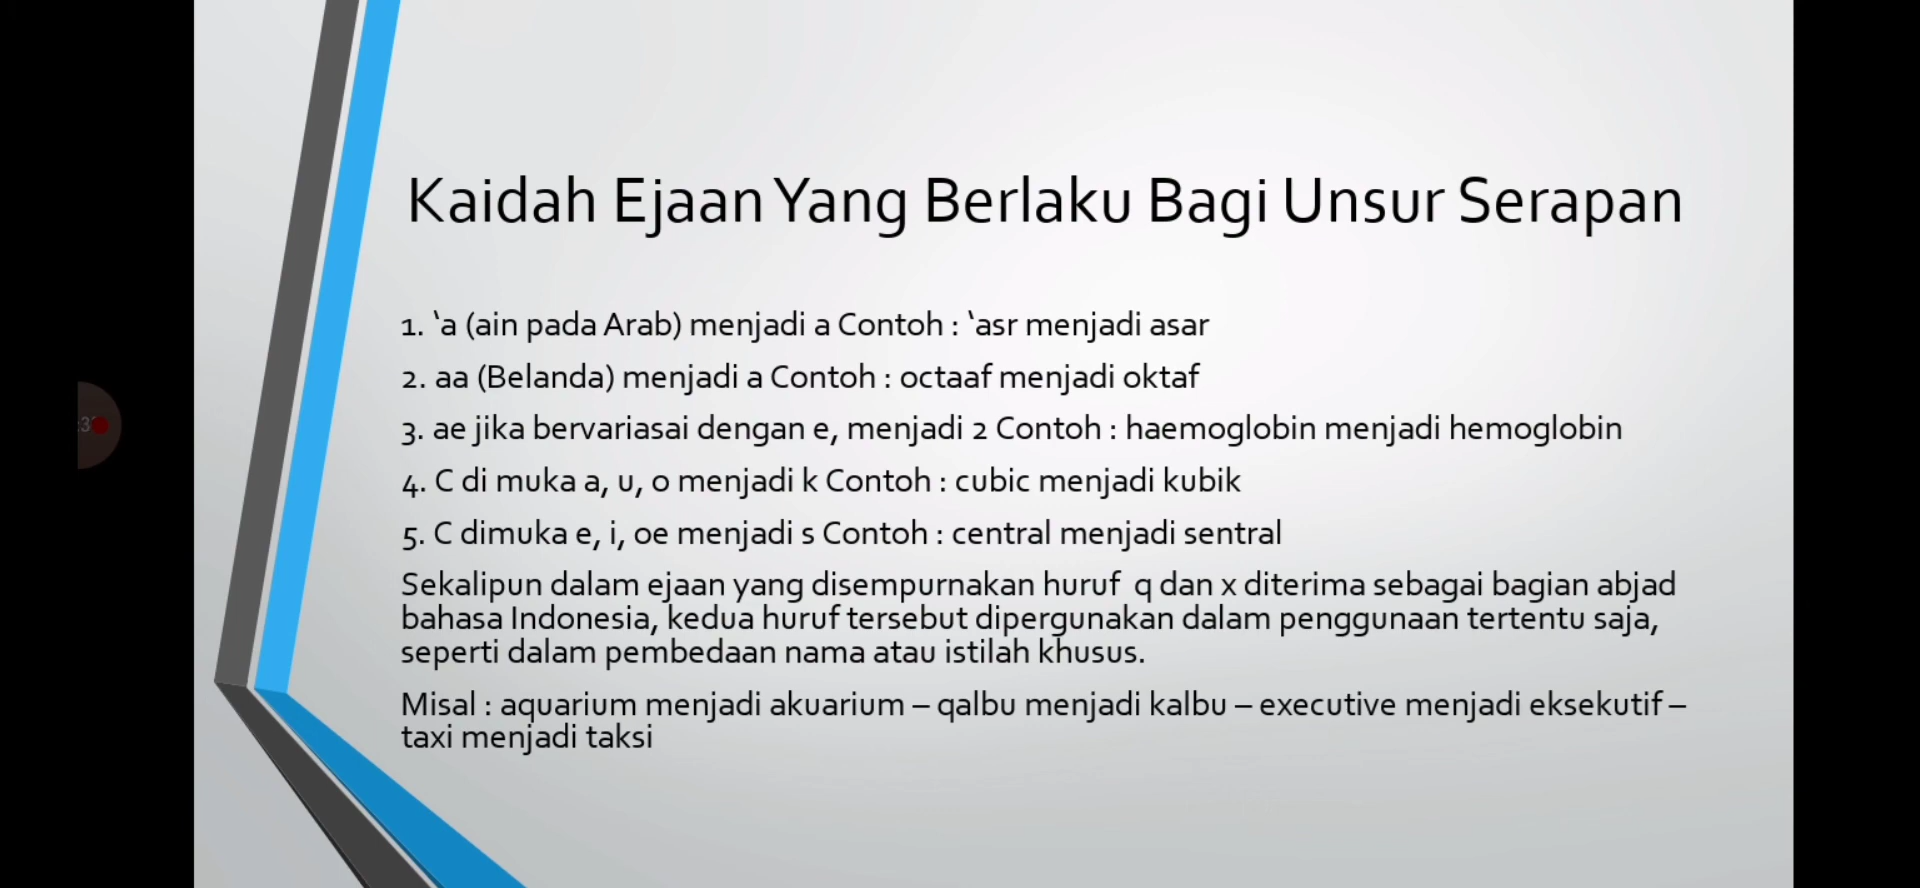 Kaidah Ejaan Yang Berlaku Bagi Unsur Serapan
1. ‘a (ain pada Arab) menjadi a Contoh : ‘asr menjadi asar
2. aa (Belanda) menjadi a Contoh : octaaf menjadi oktaf
3. ae jika bervariasai dengan e, menjadi 2 Contoh : haemoglobin menjadi hemoglobin
4. C di muka a, u, o menjadi k Contoh : cubic menjadi kubik
5. C dimuka e, i, oe menjadi s Contoh : central menjadi sentral
Sekalipun dalam ejaan yang disempurnakan huruf  q dan x diterima sebagai bagian abjad
bahasa Indonesia, kedua huruf tersebut dipergunakan dalam penggunaan tertentu saja,
seperti dalam pembedaan nama atau istilah khusus.
Misal : aquarium menjadi akuarium – qalbu menjadi kalbu – executive menjadi eksekutif –
taxi menjadi taksi